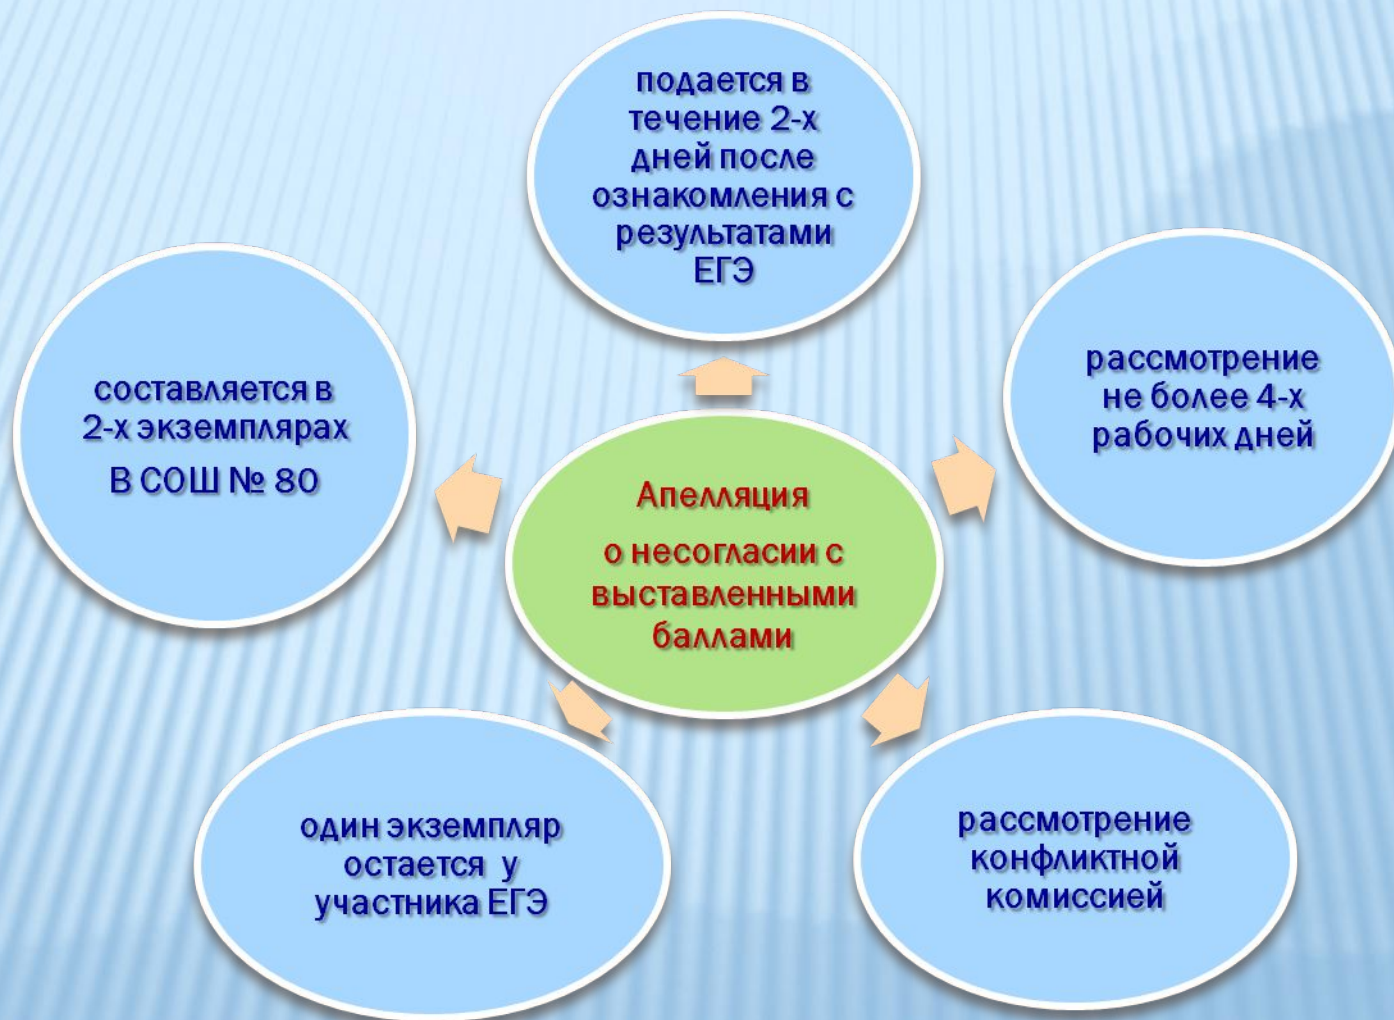 подается в
течение 2-х
дней после
ознакомления с
результатами
ЕГЭ
составляется в
2-х экземплярах
В СОШ № 80
рассмотрение
не более 4-х
рабочих дней
Апелляция
о несогласии с
выставленными
баллами
один экземпляр
остается у
участника ЕГЭ
рассмотрение
конфликтной
комиссией